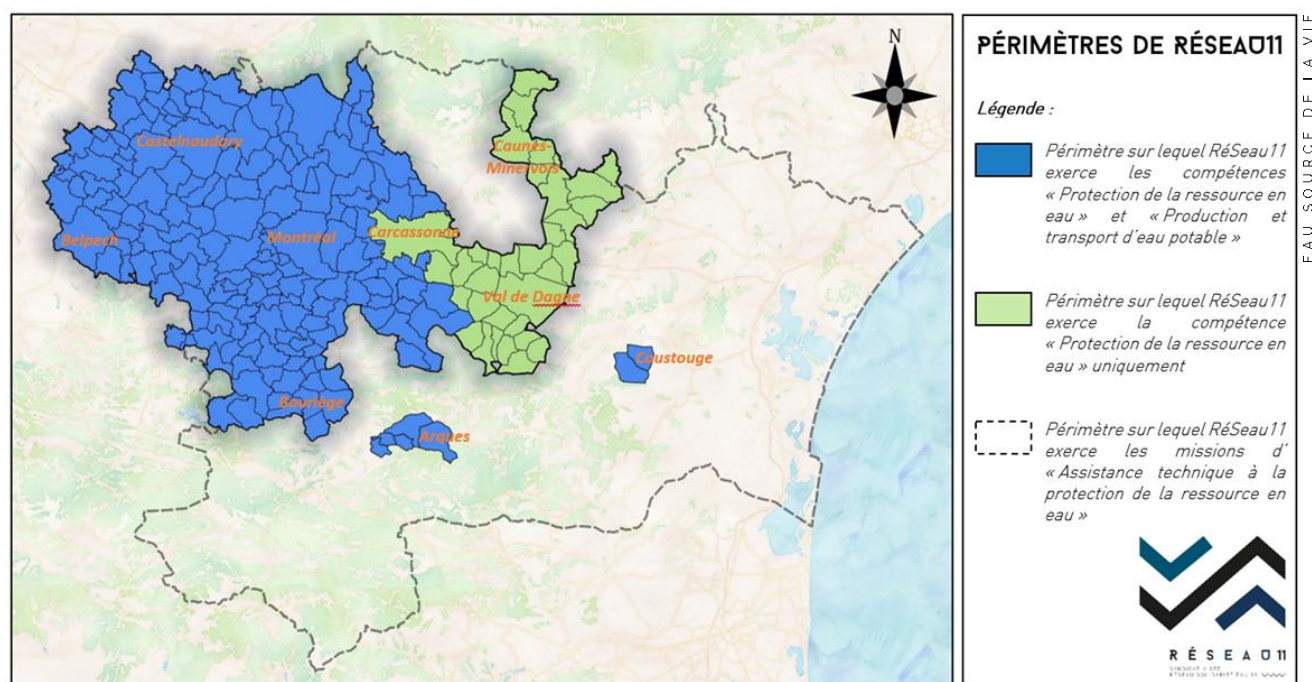 N
Castelnaudary
Caunes-
Minervois
Belpech
Montréal
Carcassonne
Val de Dagne
Coustouge
Bouriège
Arques
PÉRIMÈTRES DE RÉSEAU11
Légende :
Périmètre sur lequel RéSeau11
exerce les compétences
« Protection de la ressource en
eau » et « Production et
transport d'eau potable »
Périmètre sur lequel RéSeau11
exerce la compétence
« Protection de la ressource en
eau » uniquement
Périmètre sur lequel RéSeau11
exerce les missions d'
« Assistance technique à la
protection de la ressource en
eau »
RÉSEAU11
EAU SOURCE DE LA VIE